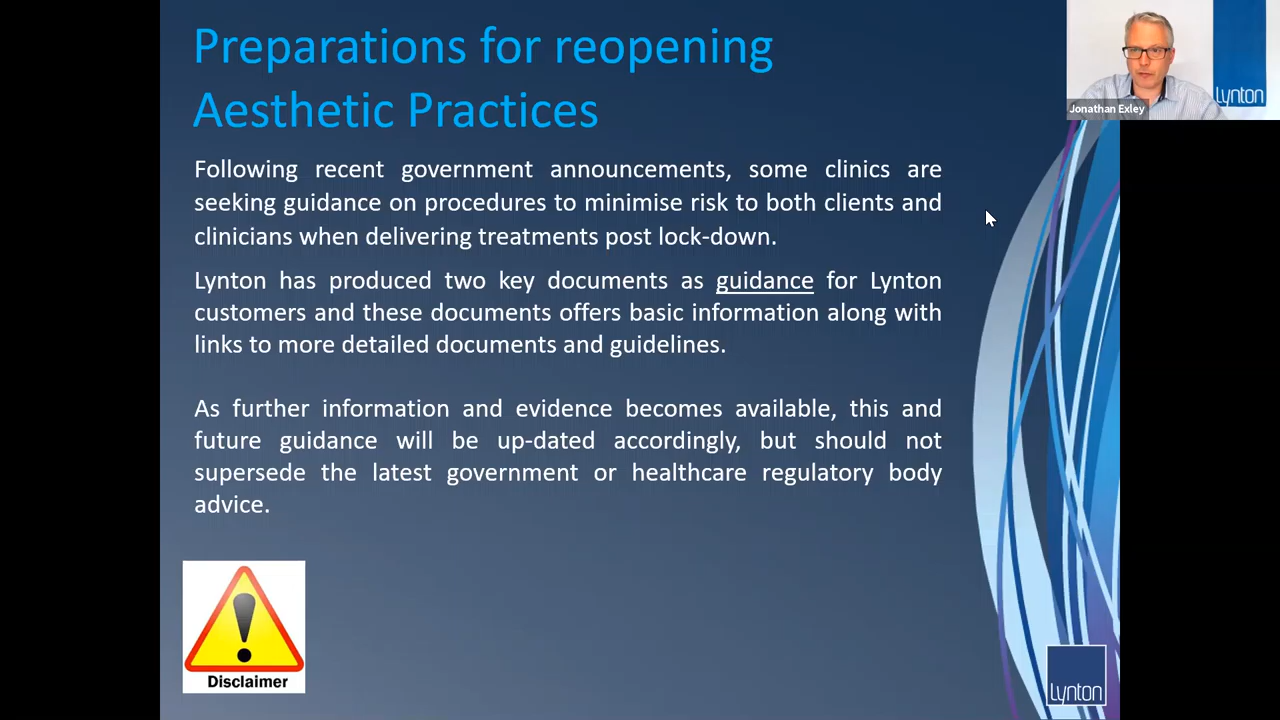 Preparations for reopening
Aesthetic Practices
Lynton
Jonathan Exley
Following recent government announcements, some clinics are
seeking guidance on procedures to minimise risk to both clients and
clinicians when delivering treatments post lock-down.
Lynton has produced two key documents as guidance for Lynton
customers and these documents offers basic information along with
links to more detailed documents and guidelines.
As further information and evidence becomes available, this and
future guidance will be up-dated accordingly, but should not
supersede the latest government or healthcare regulatory body
advice.
Disclaimer
Lynton